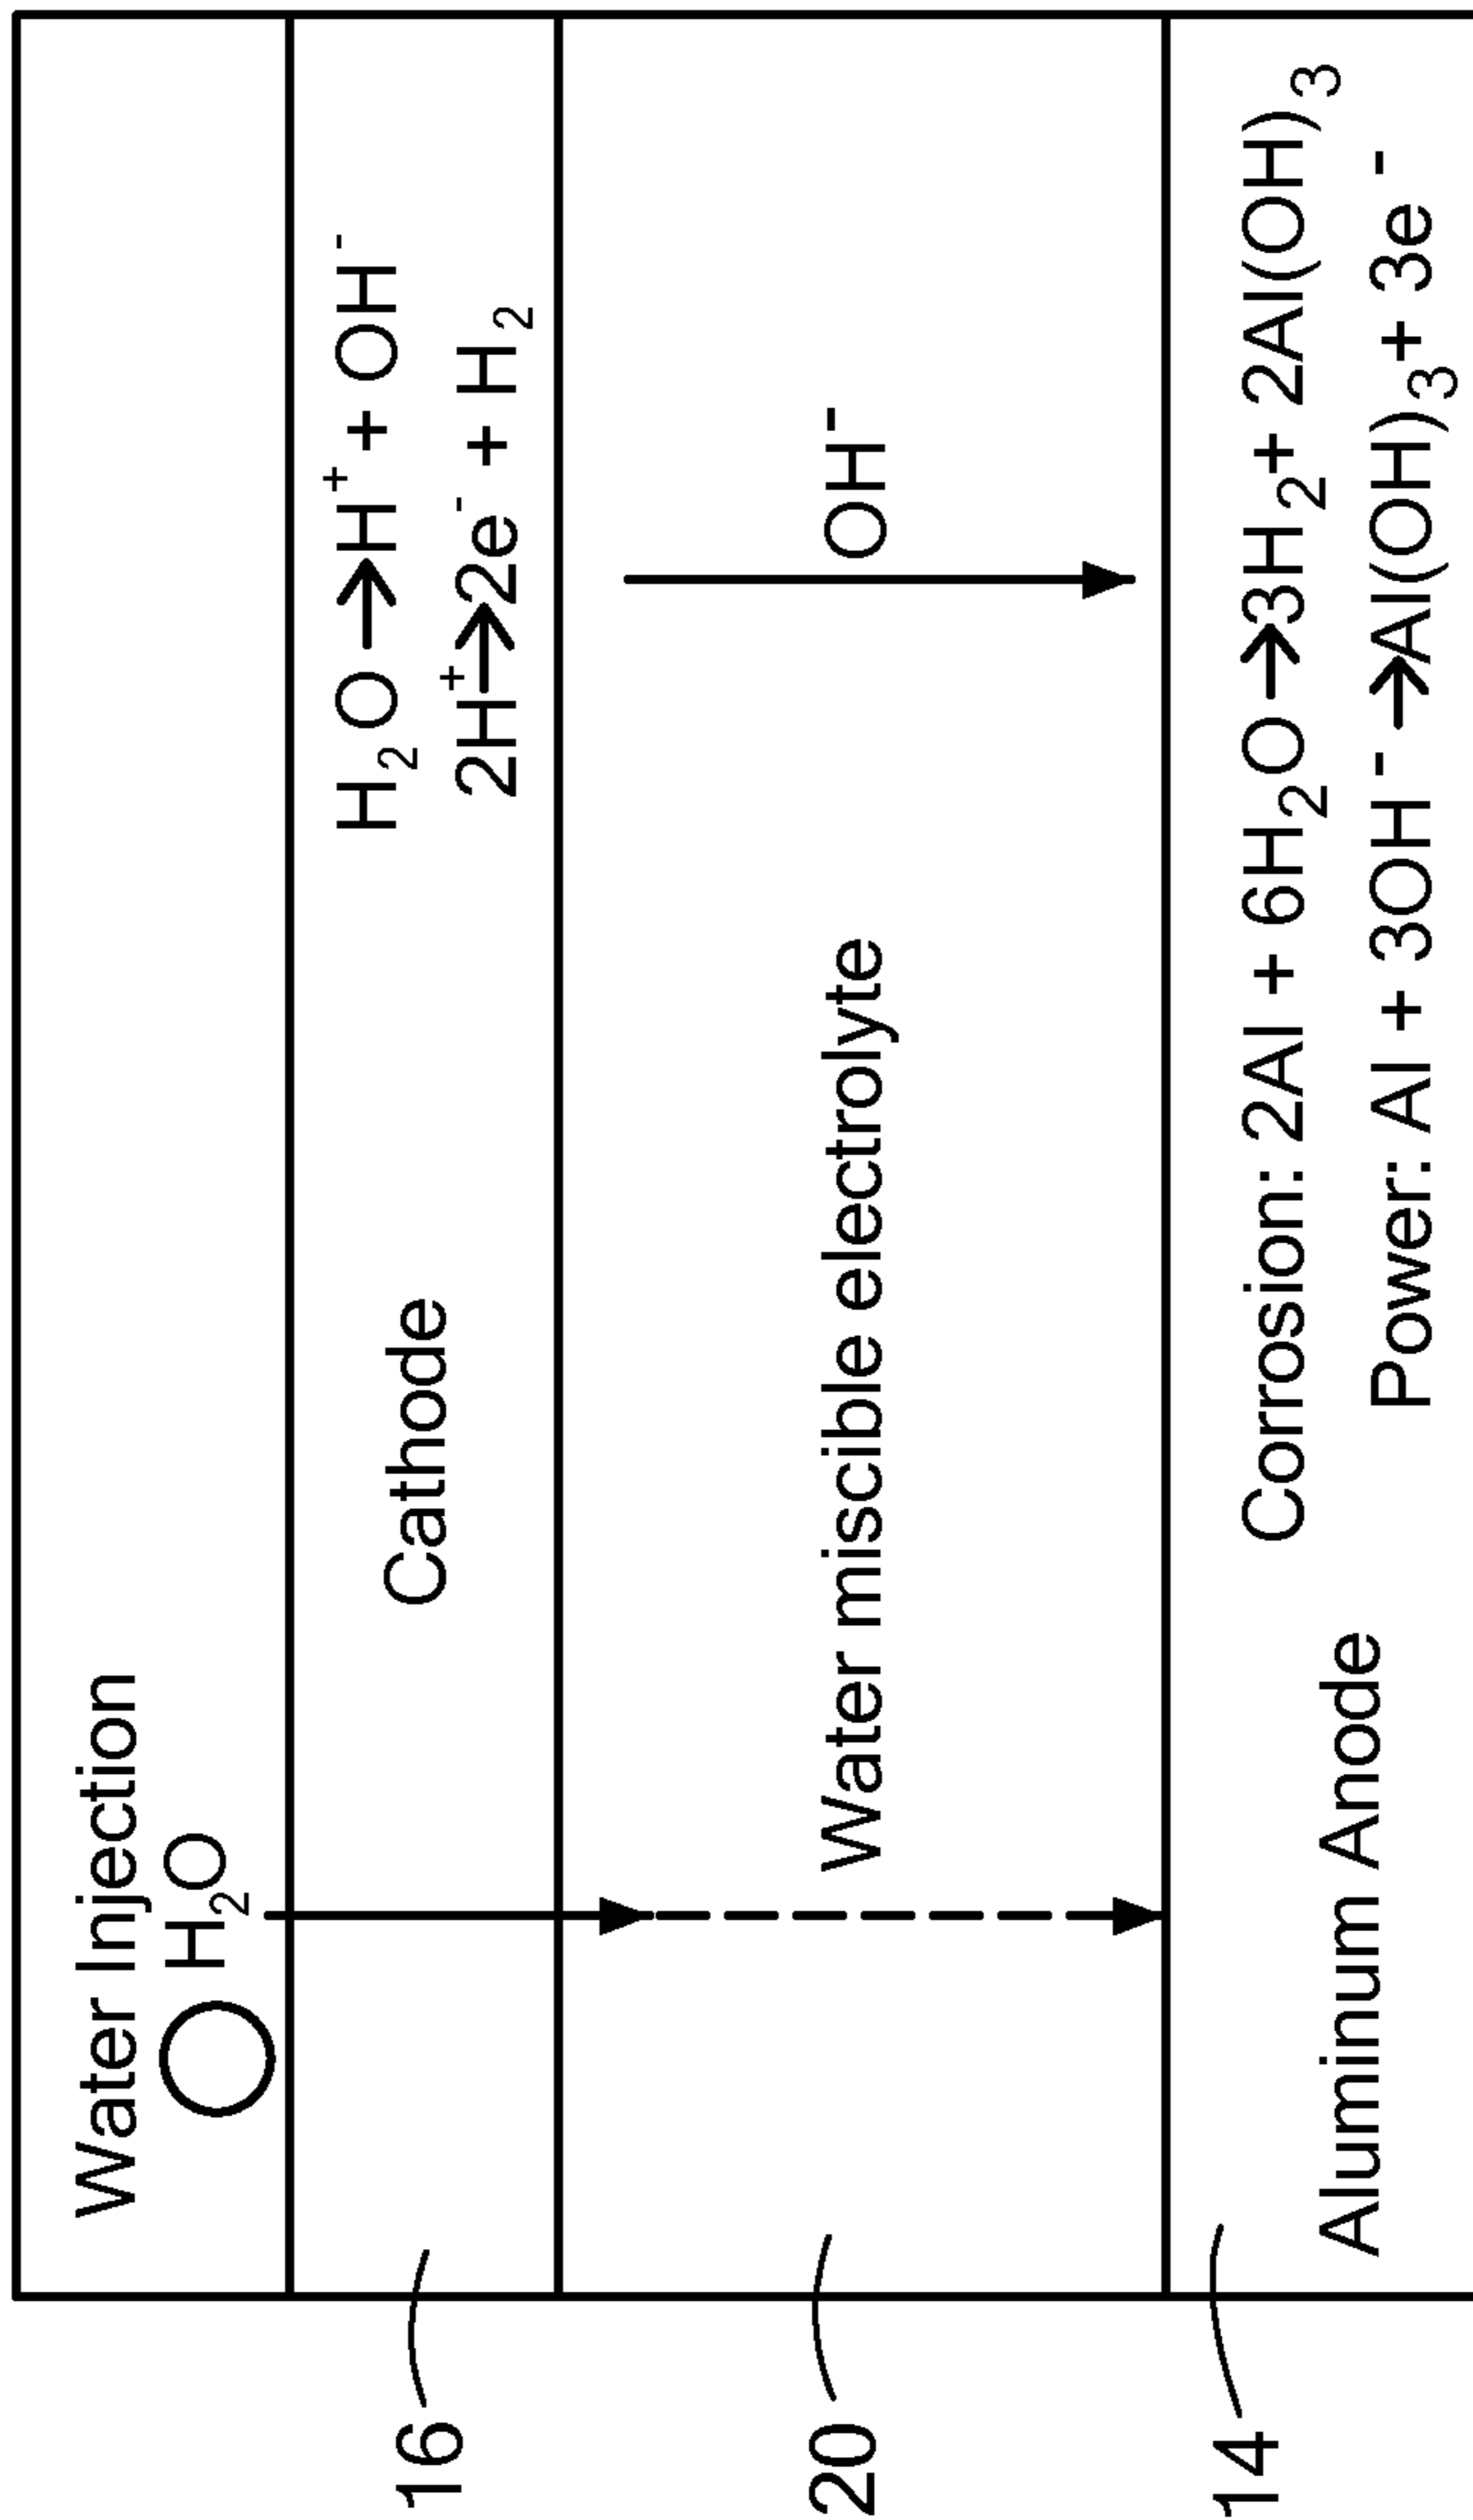 Water Injection
H₂O
16
Cathode
H₂O → H⁺ + OH⁻
2H⁺ → 2e⁻ + H₂
20
Water miscible electrolyte
OH⁻
14
Aluminum Anode
Corrosion: 2Al + 6H₂O → 3H₂ + 2Al(OH)₃
Power: Al + 3OH⁻ → Al(OH)₃ + 3e⁻